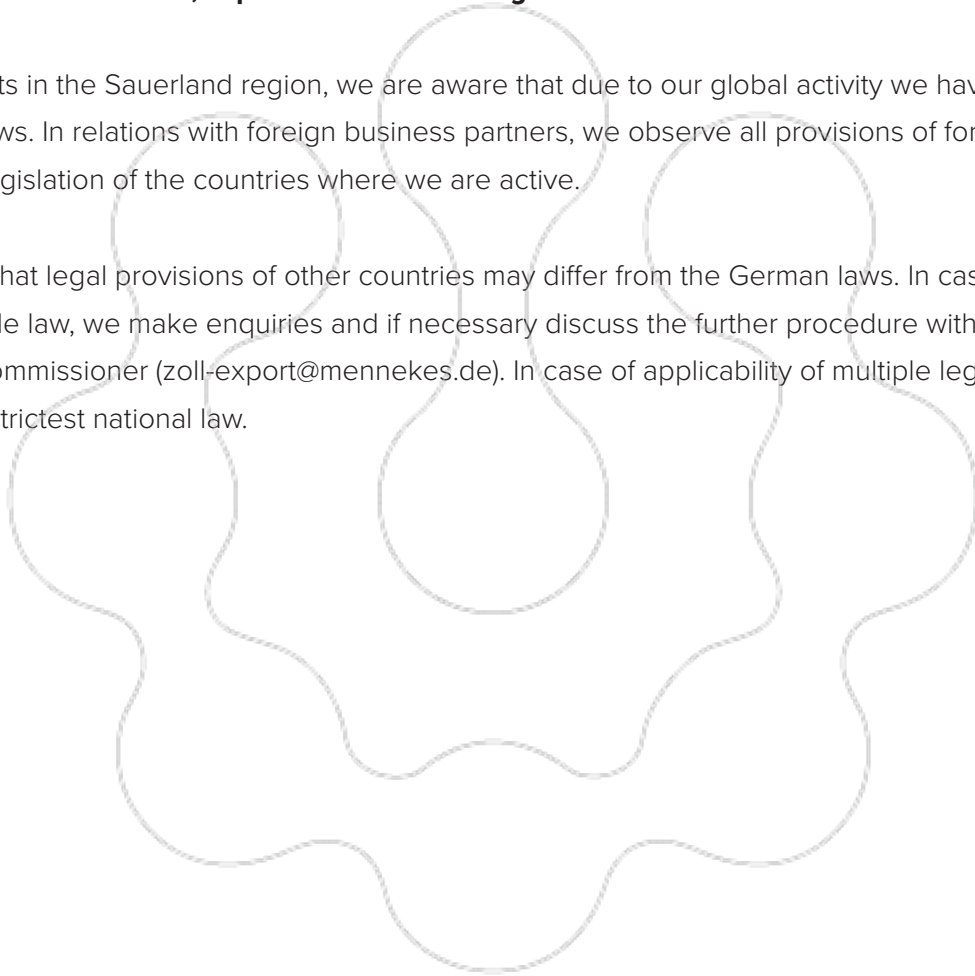 ts in the Sauerland region, we are aware that due to our global activity we hav
ws. In relations with foreign business partners, we observe all provisions of for
gislation of the countries where we are active.
hat legal provisions of other countries may differ from the German laws. In cas
le law, we make enquiries and if necessary discuss the further procedure with
ommissioner (zoll-export@mennekes.de). In case of applicability of multiple leg
trictest national law.